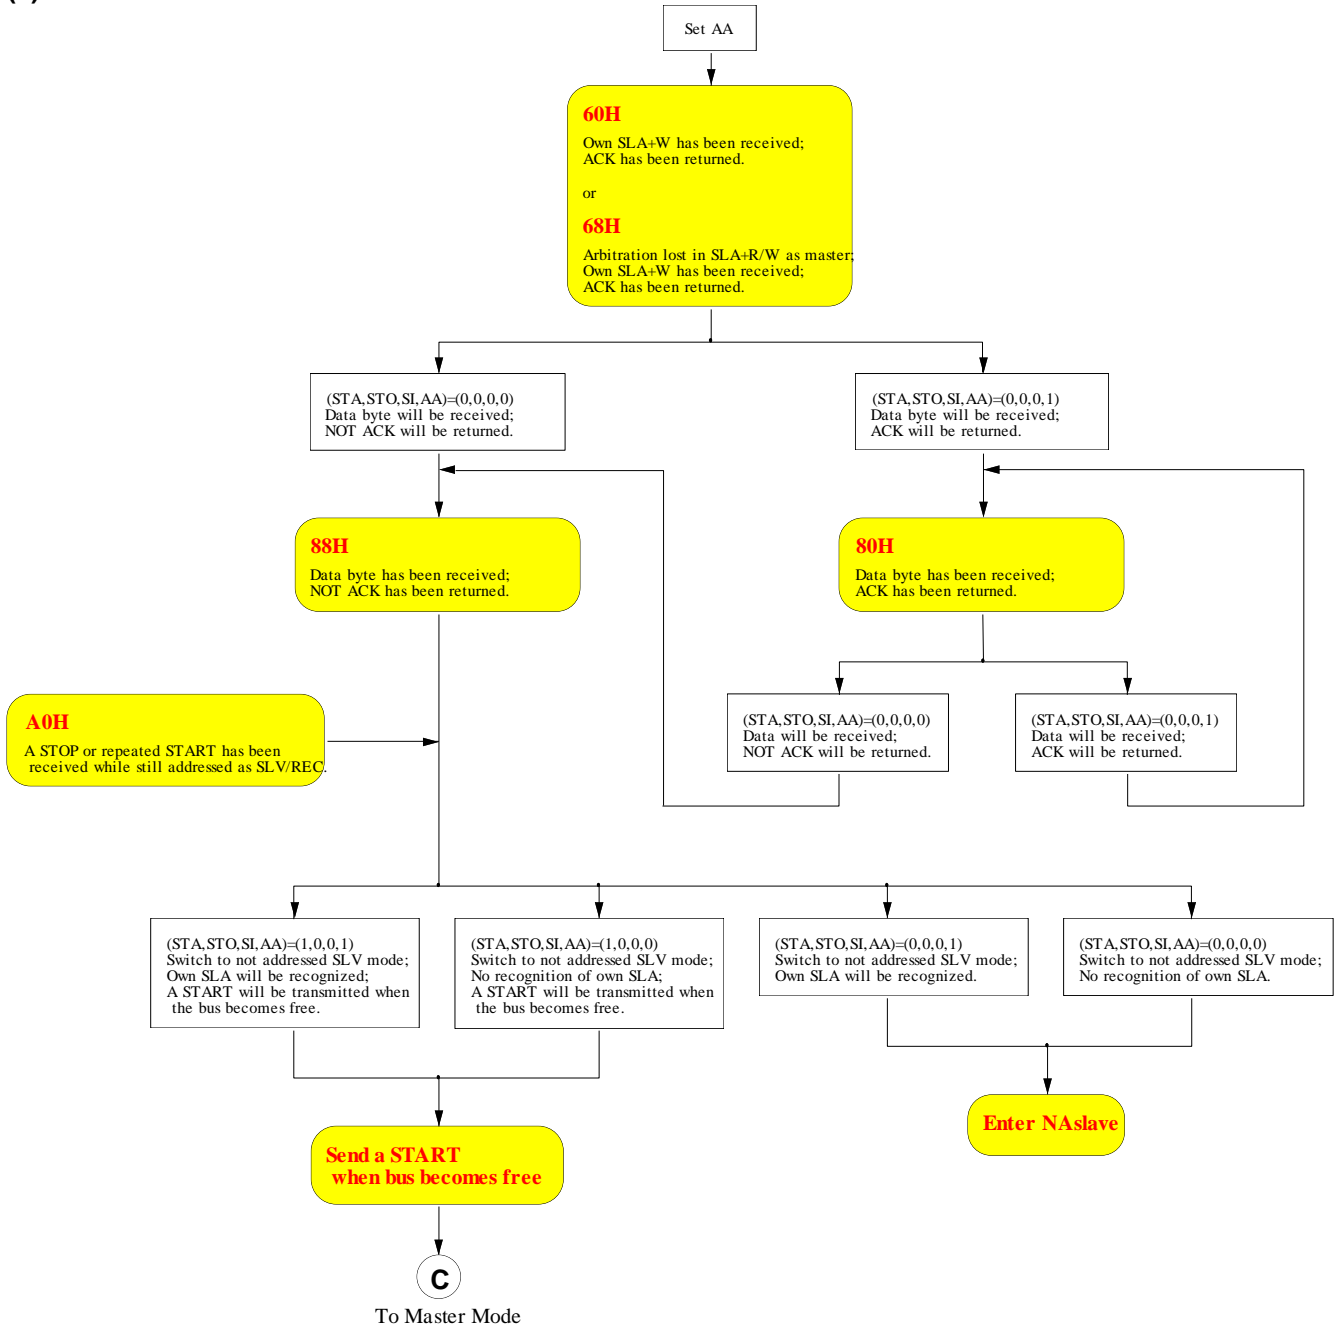 Set AA
60H
Own SLA+W has been received;
ACK has been returned.
or
68H
Arbitration lost in SLA+R/W as master;
Own SLA+W has been received;
ACK has been returned.
(STA,STO,SI,AA)=(0,0,0,0)
Data byte will be received;
NOT ACK will be returned.
(STA,STO,SI,AA)=(0,0,0,1)
Data byte will be received;
ACK will be returned.
88H
Data byte has been received;
NOT ACK has been returned.
80H
Data byte has been received;
ACK has been returned.
A0H
A STOP or repeated START has been
received while still addressed as SLV/REC.
(STA,STO,SI,AA)=(0,0,0,0)
Data will be received;
NOT ACK will be returned.
(STA,STO,SI,AA)=(0,0,0,1)
Data will be received;
ACK will be returned.
(STA,STO,SI,AA)=(1,0,0,1)
Switch to not addressed SLV mode;
Own SLA will be recognized;
A START will be transmitted when
the bus becomes free.
(STA,STO,SI,AA)=(1,0,0,0)
Switch to not addressed SLV mode;
No recognition of own SLA;
A START will be transmitted when
the bus becomes free.
(STA,STO,SI,AA)=(0,0,0,1)
Switch to not addressed SLV mode;
Own SLA will be recognized.
(STA,STO,SI,AA)=(0,0,0,0)
Switch to not addressed SLV mode;
No recognition of own SLA.
Enter NAslave
Send a START
when bus becomes free
C
To Master Mode